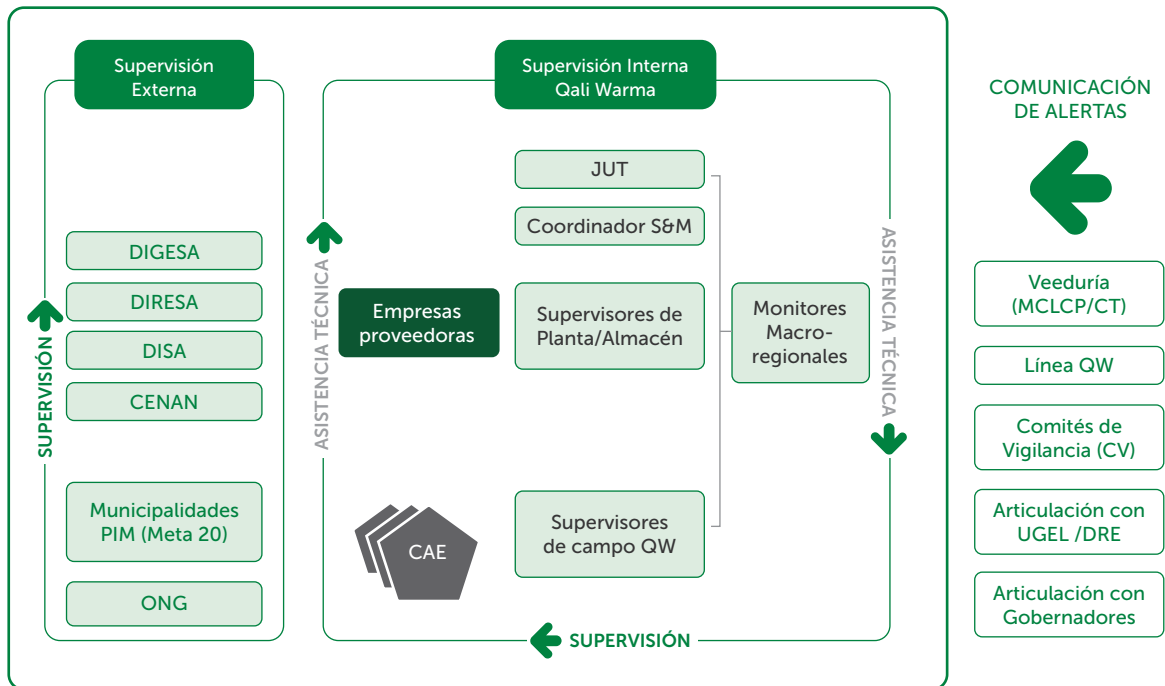 Supervisión
Externa
SUPERVISIÓN
DIGESA
DIRESA
DISA
CENAN
Municipalidades
PIM (Meta 20)
ONG
Supervisión Interna
Qali Warma
ASISTENCIA TÉCNICA
JUT
Coordinador S&M
Empresas
proveedoras
Supervisores de
Planta/Almacén
Monitores
Macro-
regionales
CAE
Supervisores
de campo QW
ASISTENCIA TÉCNICA
SUPERVISIÓN
COMUNICACIÓN
DE ALERTAS
Veeduría
(MCLCP/CT)
Línea QW
Comités de
Vigilancia (CV)
Articulación con
UGEL /DRE
Articulación con
Gobernadores